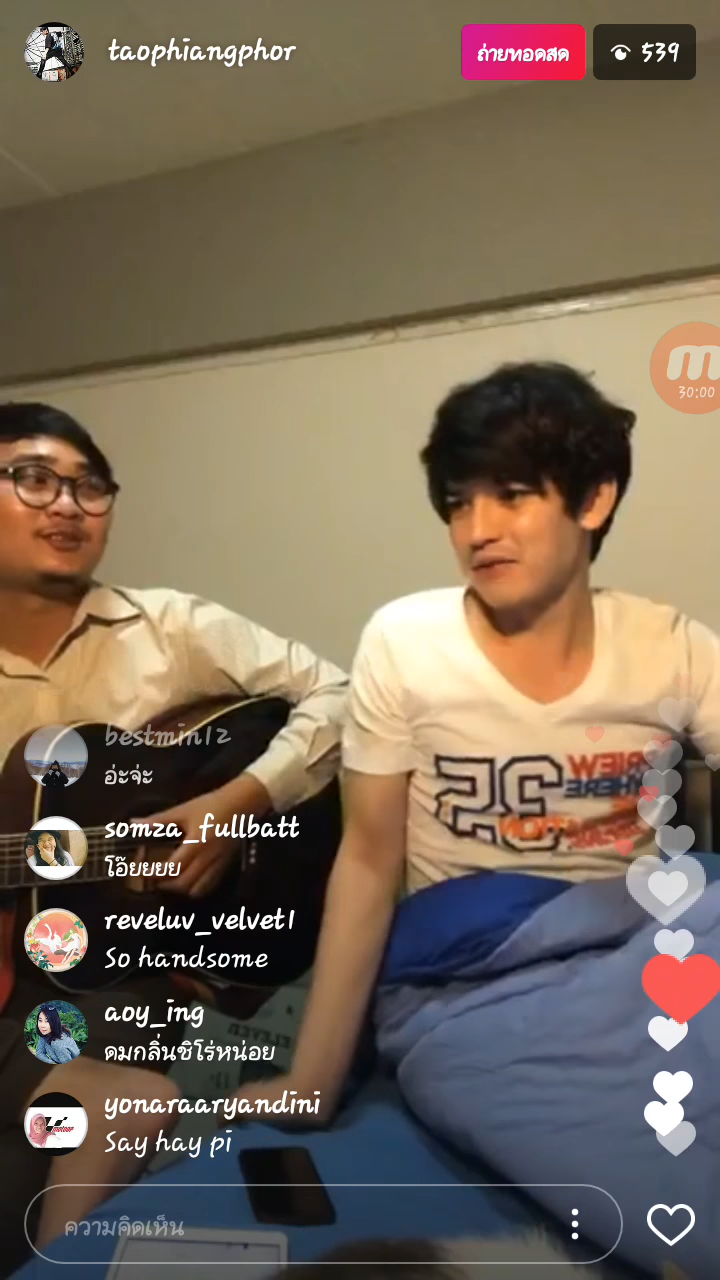 taophiangphor
ถ่ายทอดสด
539
30:00
bestmin12
อ่ะจ่ะ
somza_fullbatt
โอ๊ยยยย
reveluv_velvet1
So handsome
aoy_ing
ดมกลิ่นชิโร่หน่อย
yonaraaryandini
Say hay pi
ความคิดเห็น